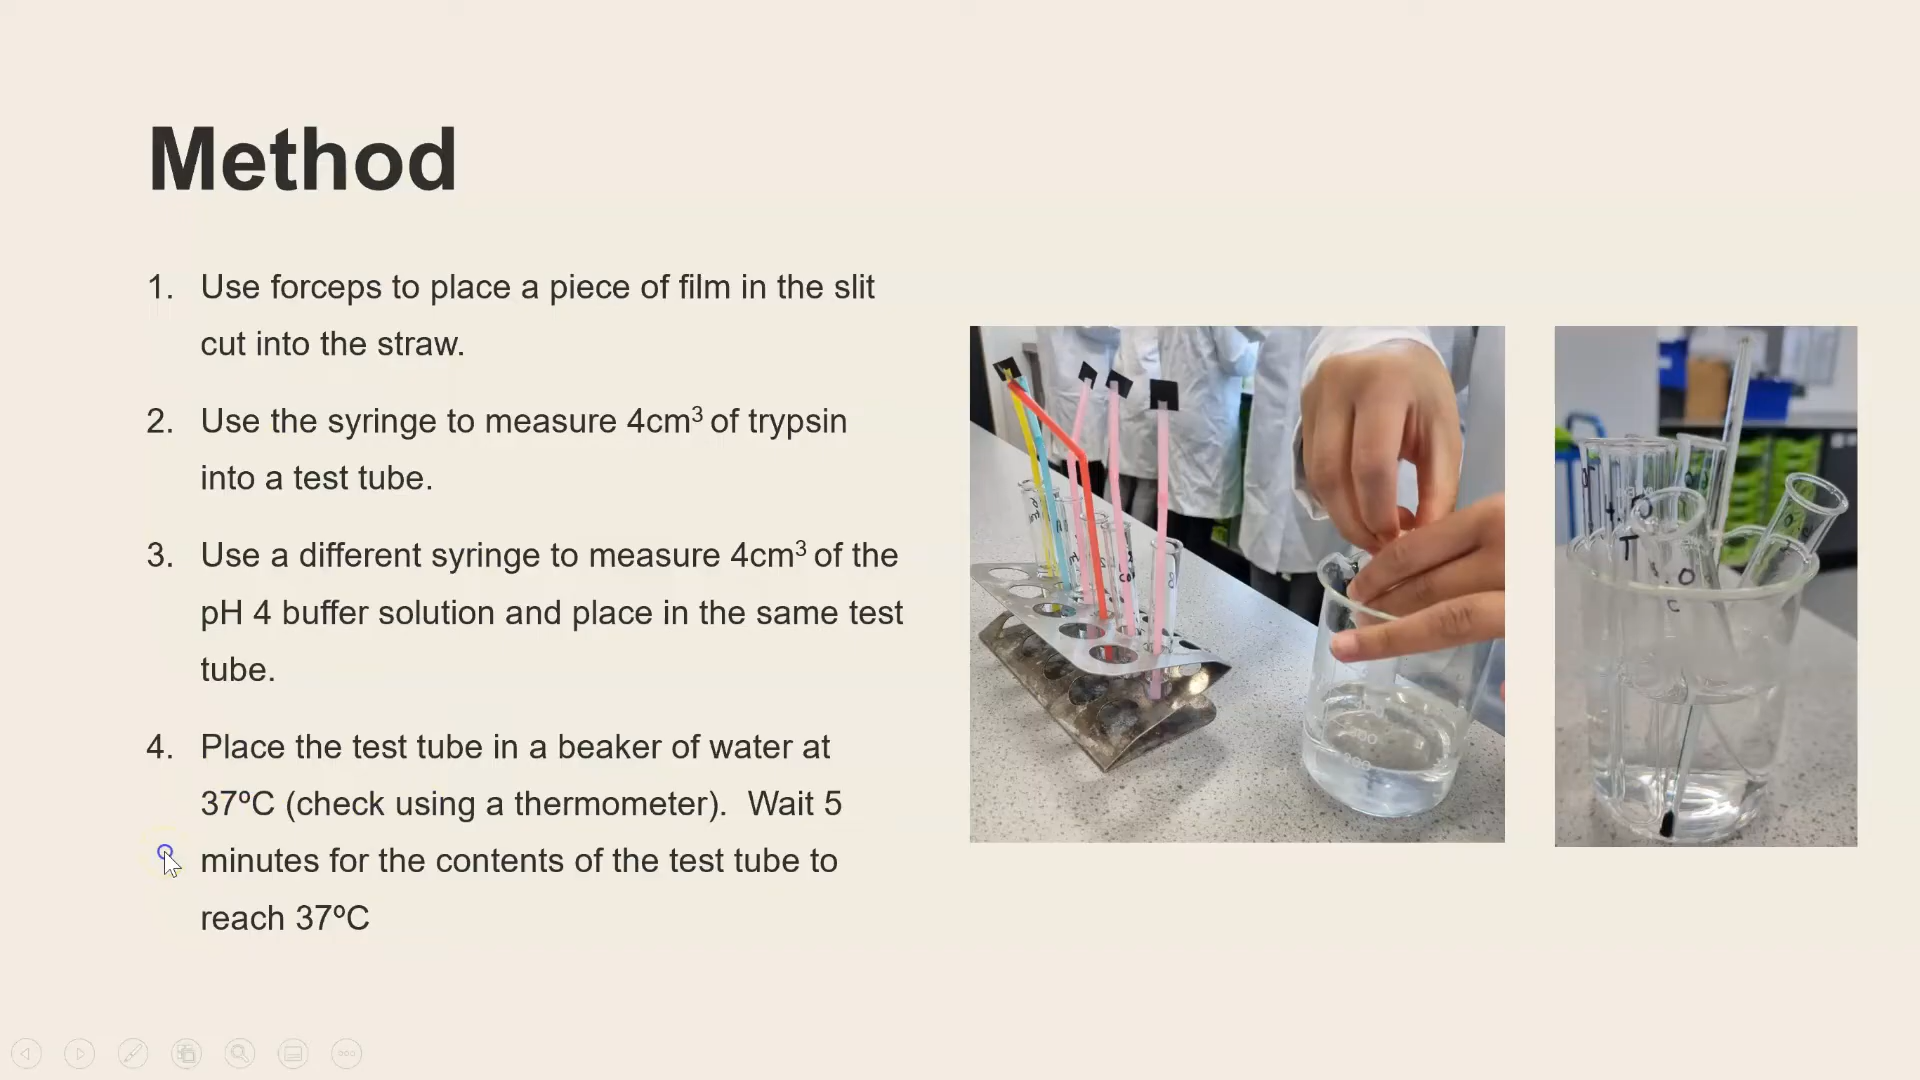 Method
1. Use forceps to place a piece of film in the slit
cut into the straw.
2. Use the syringe to measure 4cm³ of trypsin
into a test tube.
3. Use a different syringe to measure 4cm³ of the
pH 4 buffer solution and place in the same test
tube.
4. Place the test tube in a beaker of water at
37ºC (check using a thermometer). Wait 5
minutes for the contents of the test tube to
reach 37ºC